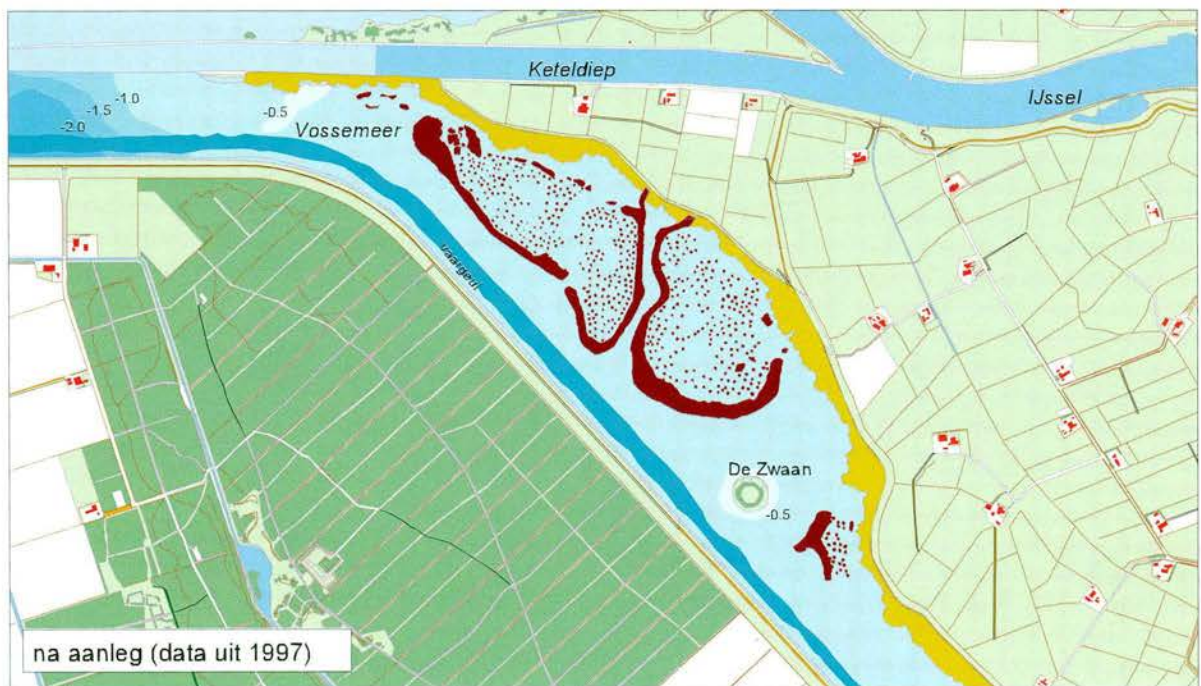 Keteldiep
IJssel
-0.5
-1.0
-1.5
-2.0
Vossemeer
vaargeul
De Zwaan
-0.5
na aanleg (data uit 1997)